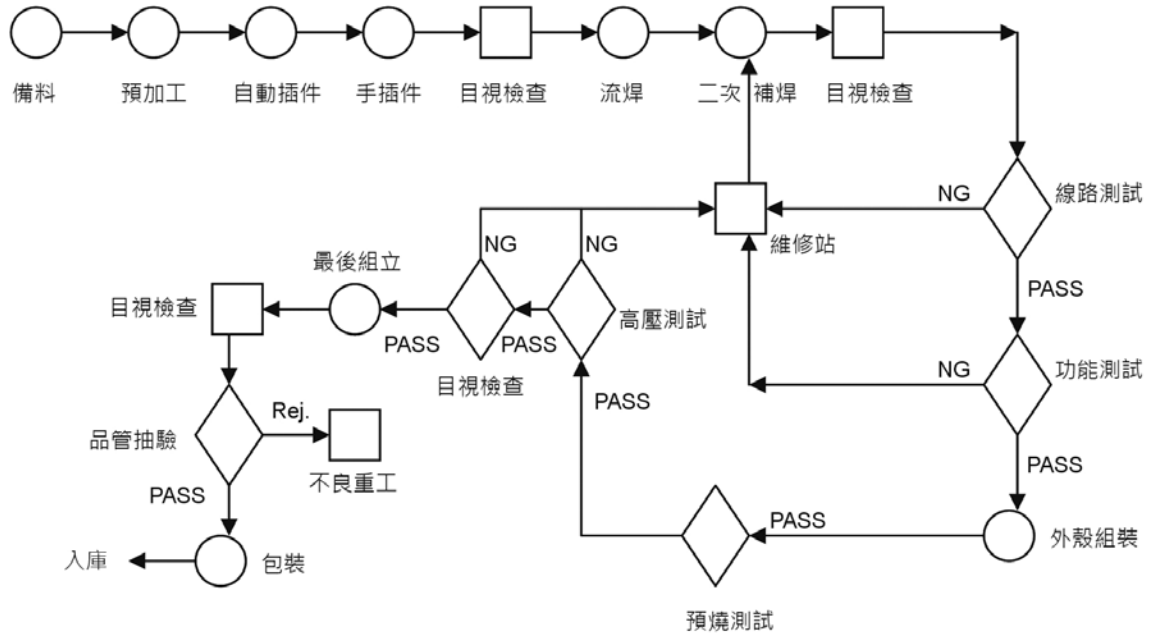 備料
預加工
自動插件
手插件
目視檢查
流焊
二次 補焊
目視檢查
NG
線路測試
維修站
NG
NG
最後組立
PASS
目視檢查
高壓測試
PASS
PASS
目視檢查
NG
功能測試
PASS
Rej.
品管抽驗
PASS
不良重工
PASS
PASS
外殼組裝
入庫
包裝
預燒測試